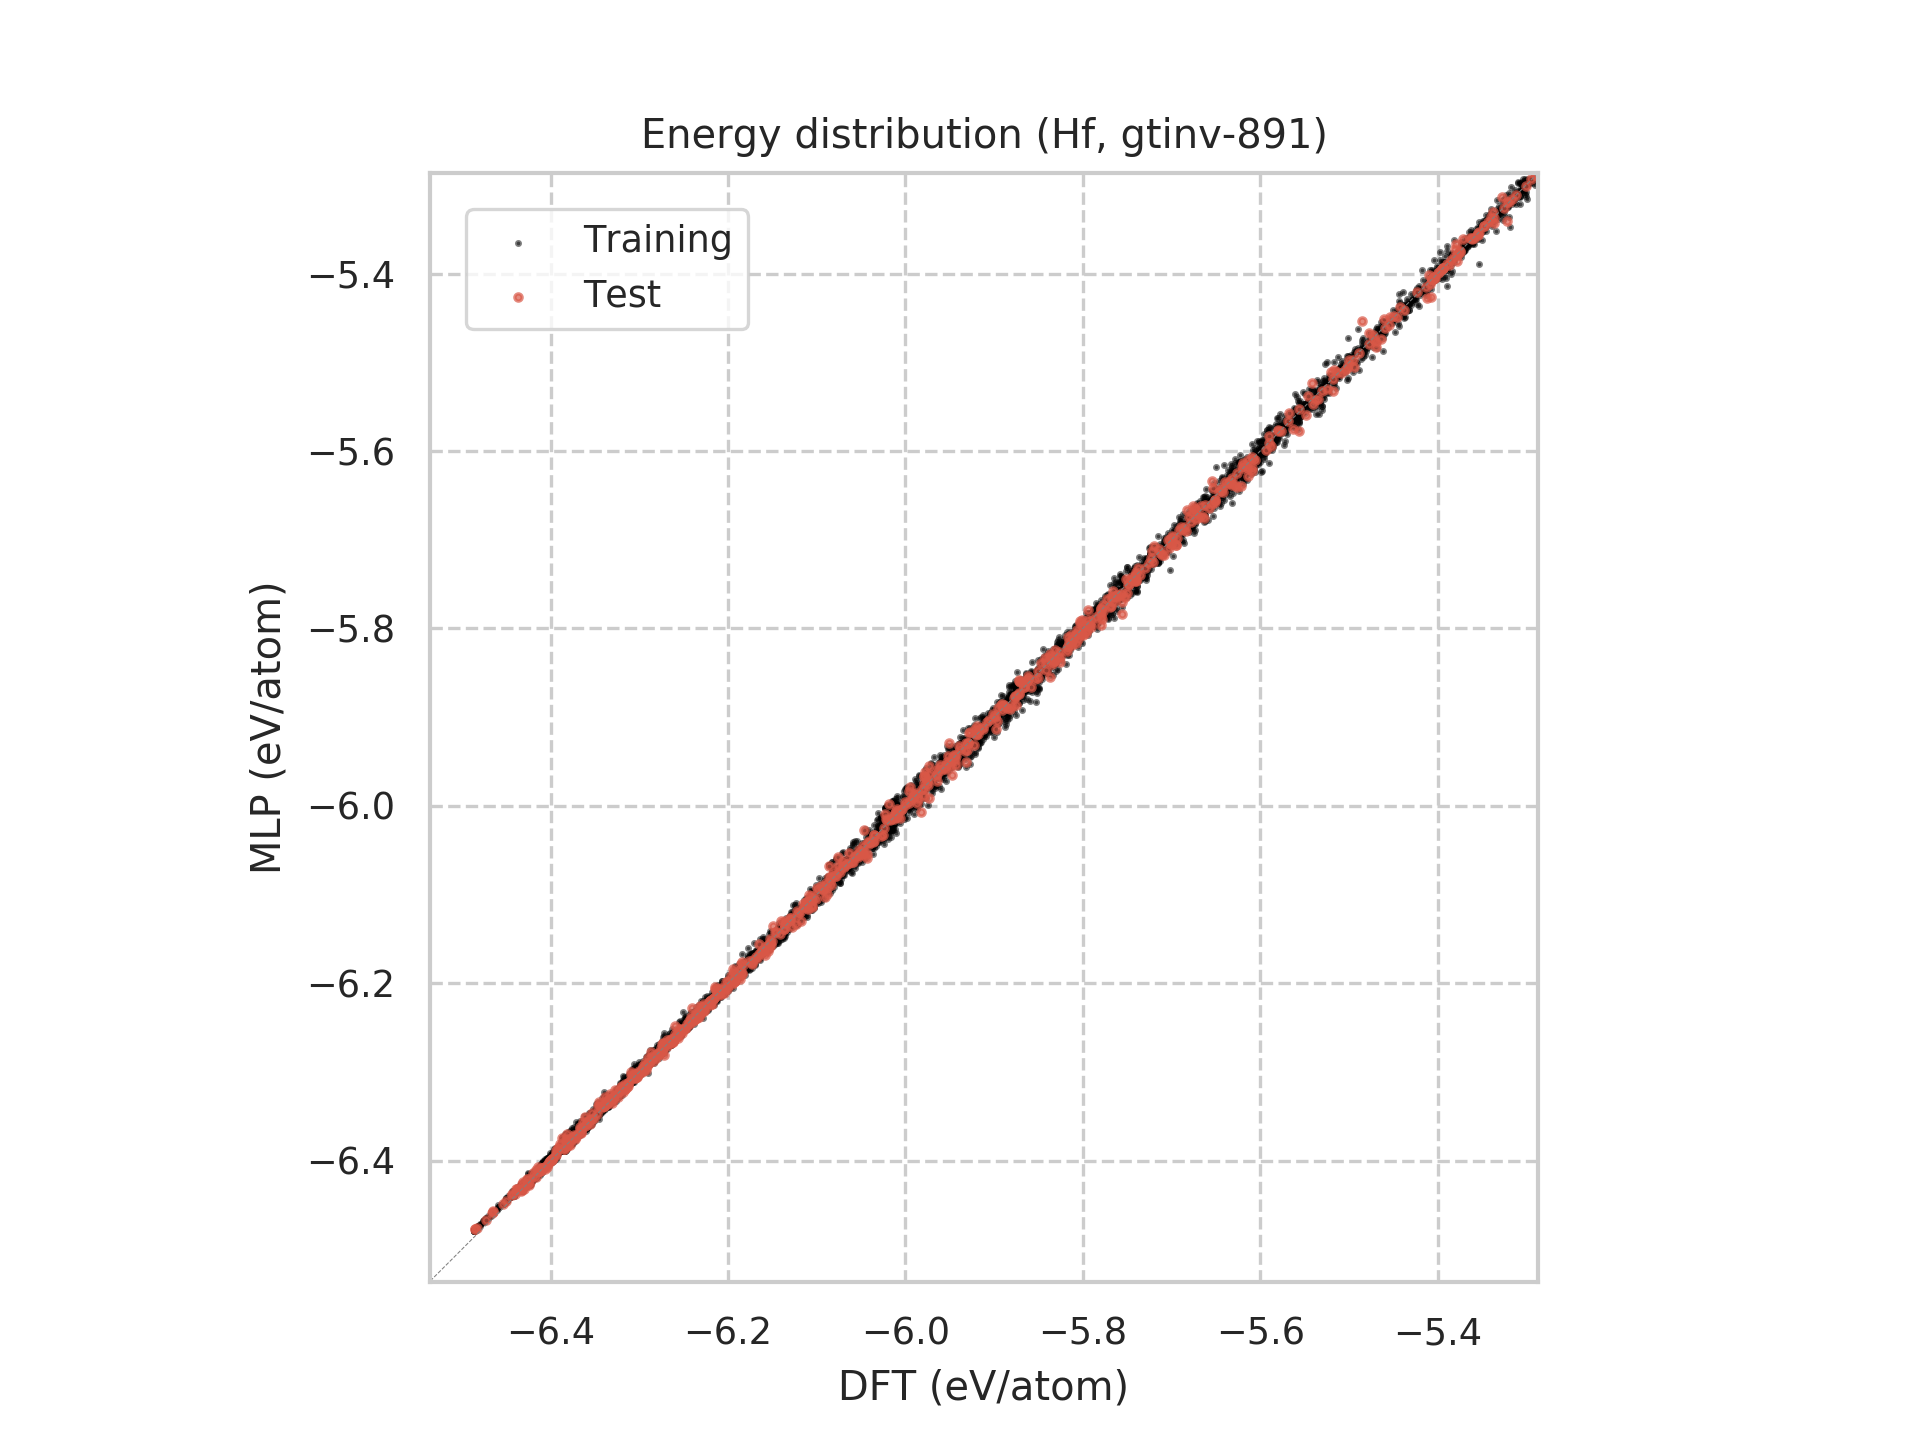 Energy distribution (Hf, gtinv-891)
Training
Test
−5.4
−5.6
−5.8
−6.0
−6.2
−6.4
MLP (eV/atom)
−6.4 −6.2 −6.0 −5.8 −5.6 −5.4
DFT (eV/atom)